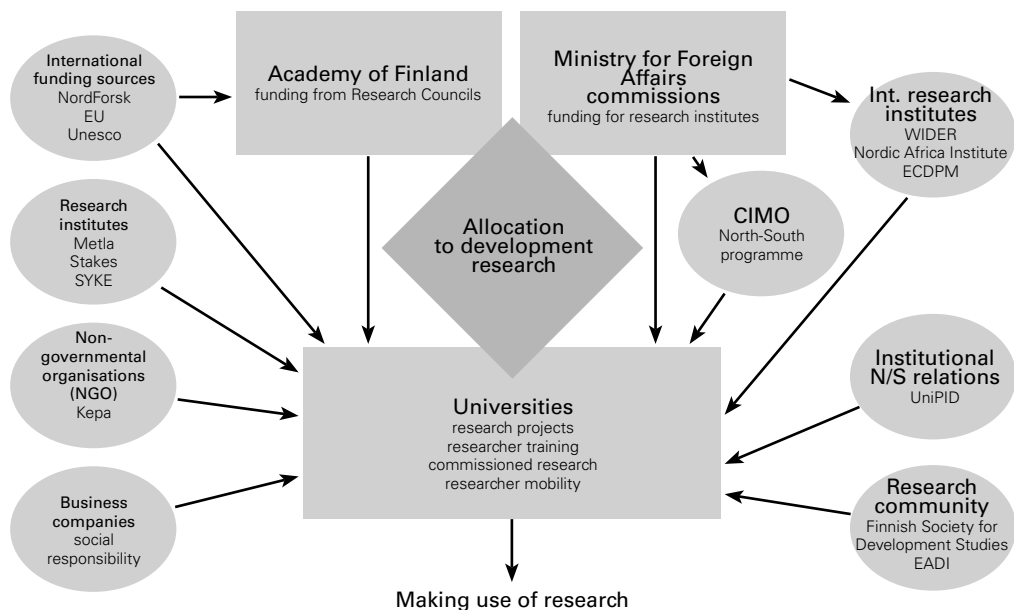 International
funding sources
NordForsk
EU
Unesco
Academy of Finland
funding from Research Councils
Ministry for Foreign
Affairs
commissions
funding for research institutes
Int. research
institutes
WIDER
Nordic Africa Institute
ECDPM
Research
institutes
Metla
Stakes
SYKE
Allocation
to development
research
CIMO
North-South
programme
Non-
governmental
organisations
(NGO)
Kepa
Universities
research projects
researcher training
commissioned research
researcher mobility
Institutional
N/S relations
UniPID
Business
companies
social
responsibility
Research
community
Finnish Society for
Development Studies
EADI
Making use of research